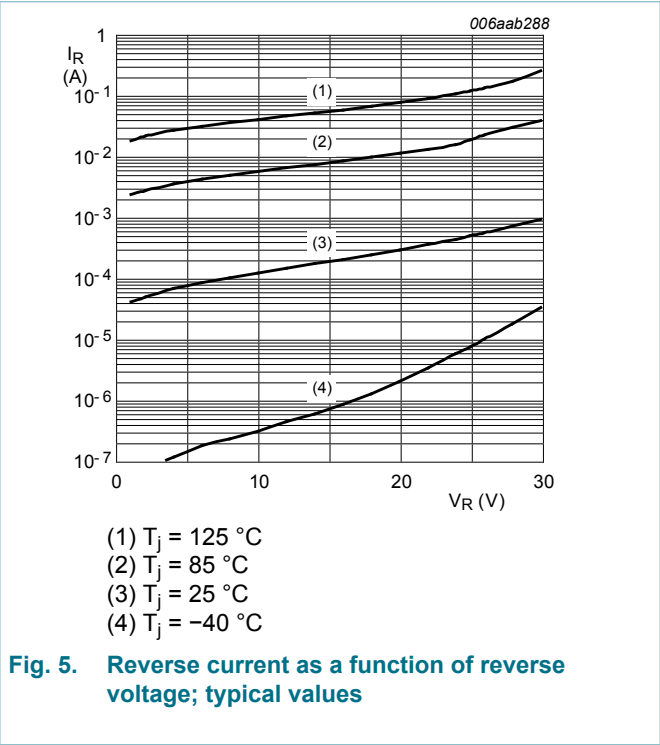 006aab288
1
I_R
(A)
10^-1
10^-2
10^-3
10^-4
10^-5
10^-6
10^-7
(1)
(2)
(3)
(4)
0
10
20
30
V_R (V)
(1) T_j = 125 °C
(2) T_j = 85 °C
(3) T_j = 25 °C
(4) T_j = −40 °C
Fig. 5. Reverse current as a function of reverse
voltage; typical values